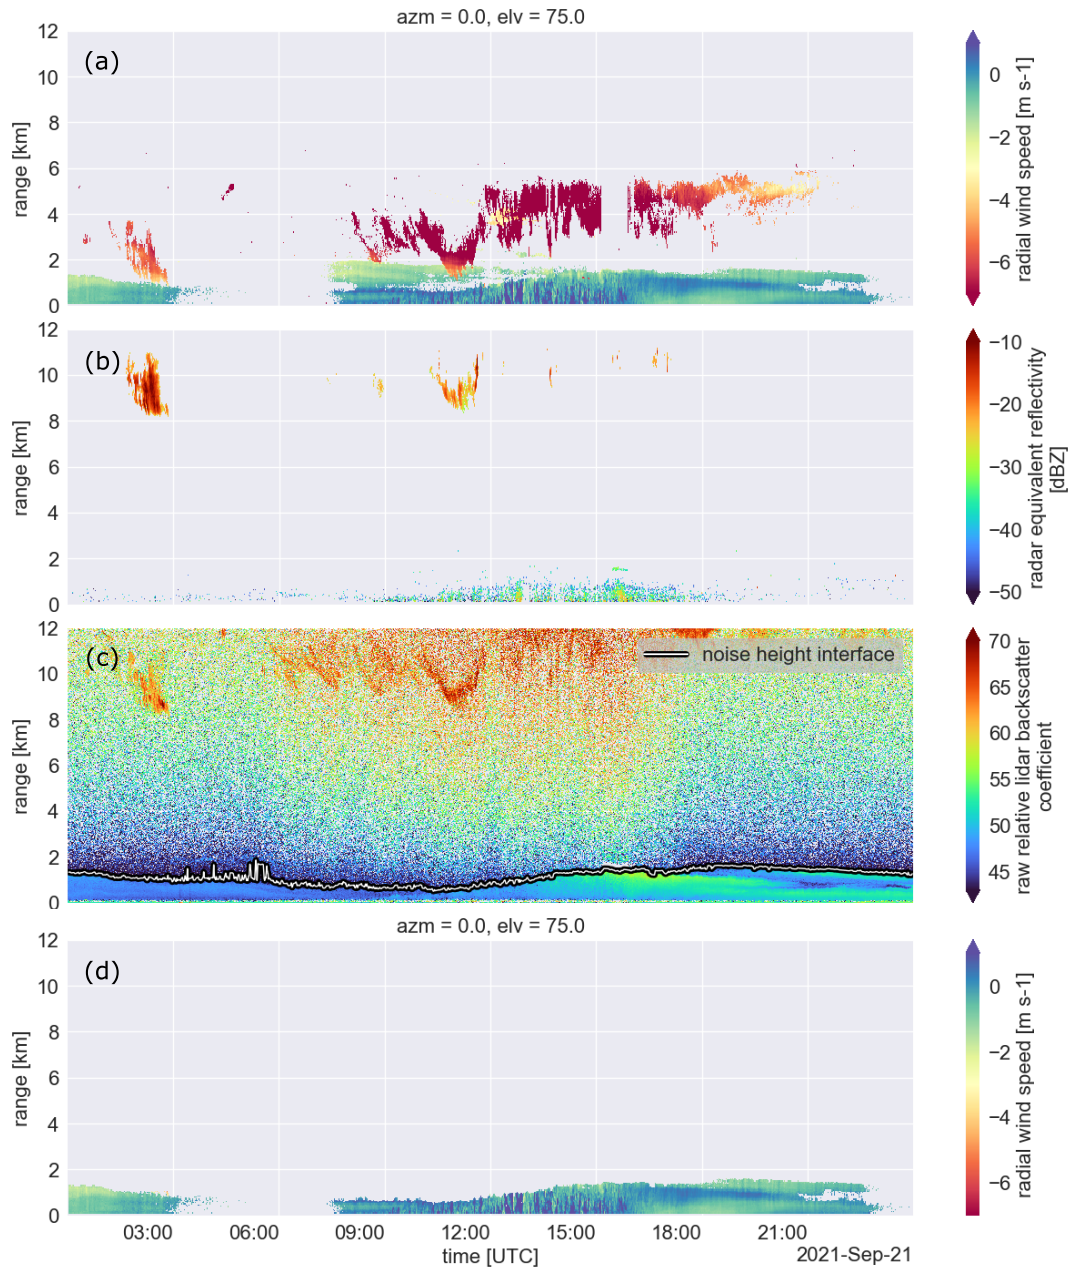 azm = 0.0, elv = 75.0
(a)
12
10
8
6
4
2
0
range [km]
0
−2
−4
−6
radial wind speed [m s-1]
(b)
12
10
8
6
4
2
0
range [km]
−10
−20
−30
−40
−50
radar equivalent reflectivity
[dBZ]
(c)
noise height interface
12
10
8
6
4
2
0
range [km]
70
65
60
55
50
45
raw relative lidar backscatter
coefficient
azm = 0.0, elv = 75.0
(d)
12
10
8
6
4
2
0
range [km]
0
−2
−4
−6
radial wind speed [m s-1]
03:00 06:00 09:00 12:00 15:00 18:00 21:00
time [UTC]
2021-Sep-21